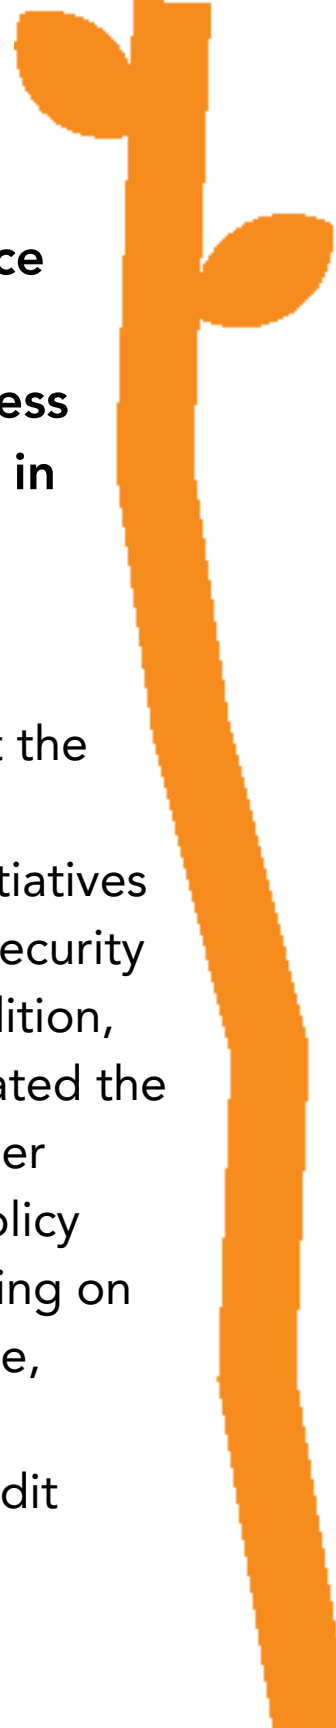 ce
ess
in
t the
tiatives
ecurity
lition,
ated the
er
olicy
ing on
e,
dit